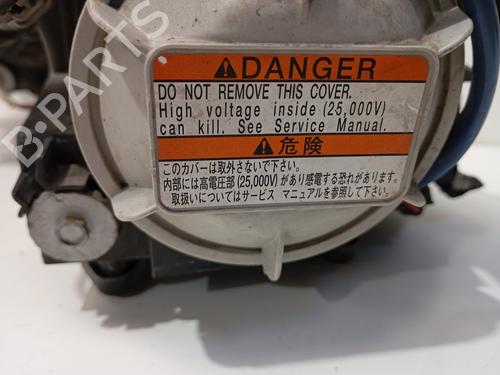 DANGER
DO NOT REMOVE THIS COVER.
High voltage inside (25,000V)
can kill. See Service Manual.
危険
このカバーは取外さないで下さい。
内部には高電圧部(25,000V)があり感電する恐れがあります。
取扱いについてはサービス マニュアルを参照して下さい。
B-PARTS